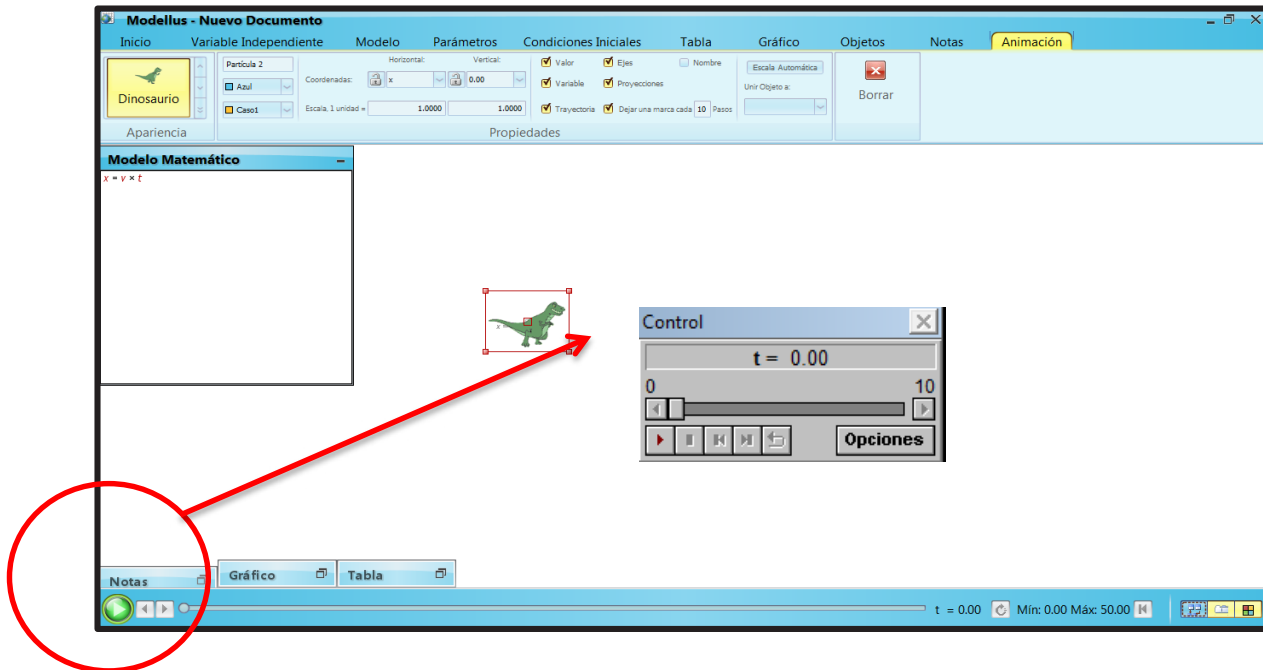 Modellus - Nuevo Documento
Inicio Variable Independiente Modelo Parámetros Condiciones Iniciales Tabla Gráfico Objetos Notas Animación
Partícula 2 Horizontal: Vertical: Valor Ejes Nombre Escala Automática
Dinosaurio Azul Coordenadas: x 0.00 Variable Proyecciones Unir Objeto a: Borrar
Caso1 Escala, 1 unidad = 1.0000 1.0000 Trayectoria Dejar una marca cada 10 Pasos
Apariencia Propiedades
Modelo Matemático
x = v × t
x =
Control
t = 0.00
0 10
Opciones
Notas Gráfico Tabla
t = 0.00 Mín: 0.00 Máx: 50.00